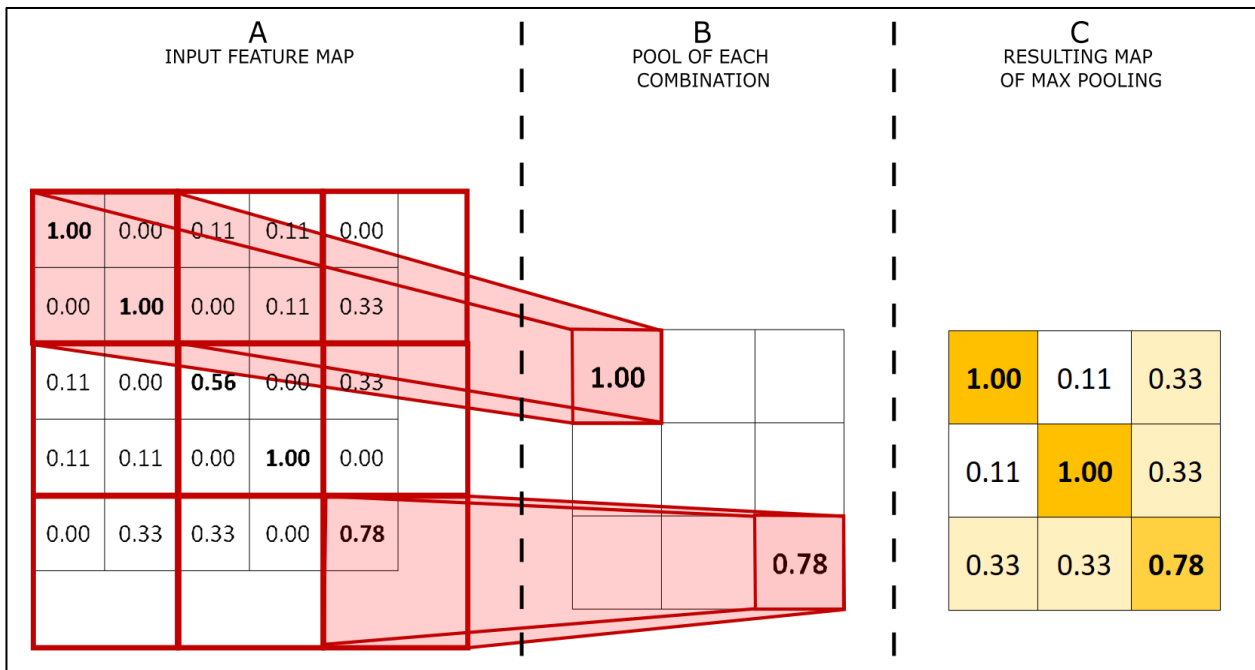 A
INPUT FEATURE MAP
B
POOL OF EACH
COMBINATION
C
RESULTING MAP
OF MAX POOLING
1.00 0.00 0.11 0.11 0.00
0.00 1.00 0.00 0.11 0.33
0.11 0.00 0.56 0.00 0.33
0.11 0.11 0.00 1.00 0.00
0.00 0.33 0.33 0.00 0.78
1.00
0.78
1.00 0.11 0.33
0.11 1.00 0.33
0.33 0.33 0.78